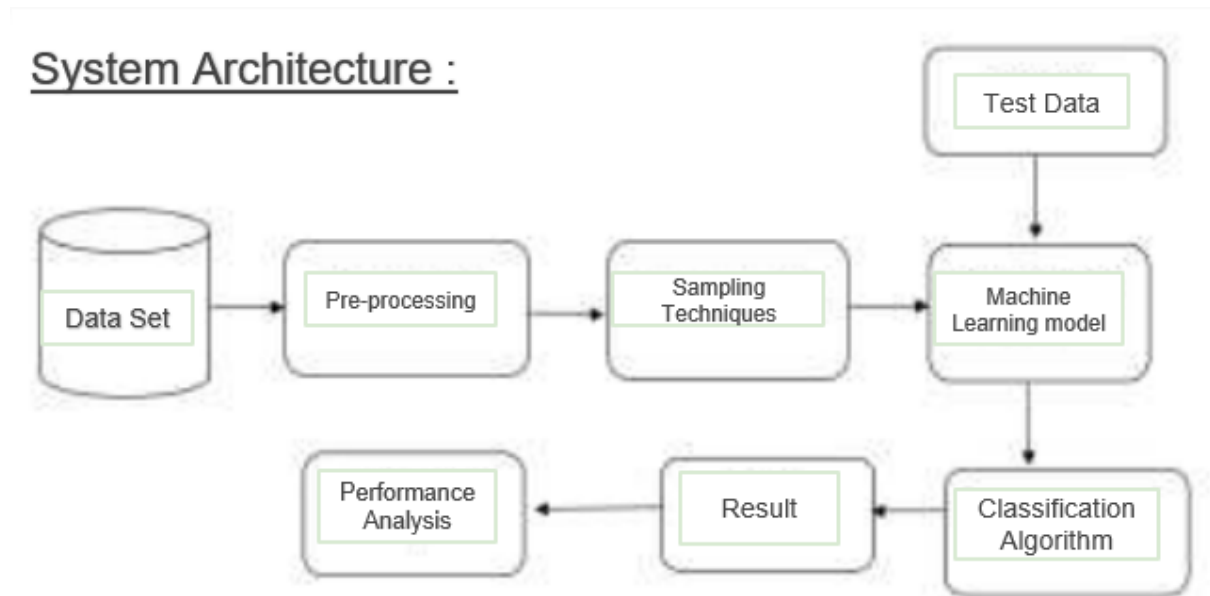 System Architecture :
Test Data
Data Set
Pre-processing
Sampling
Techniques
Machine
Learning model
Performance
Analysis
Result
Classification
Algorithm